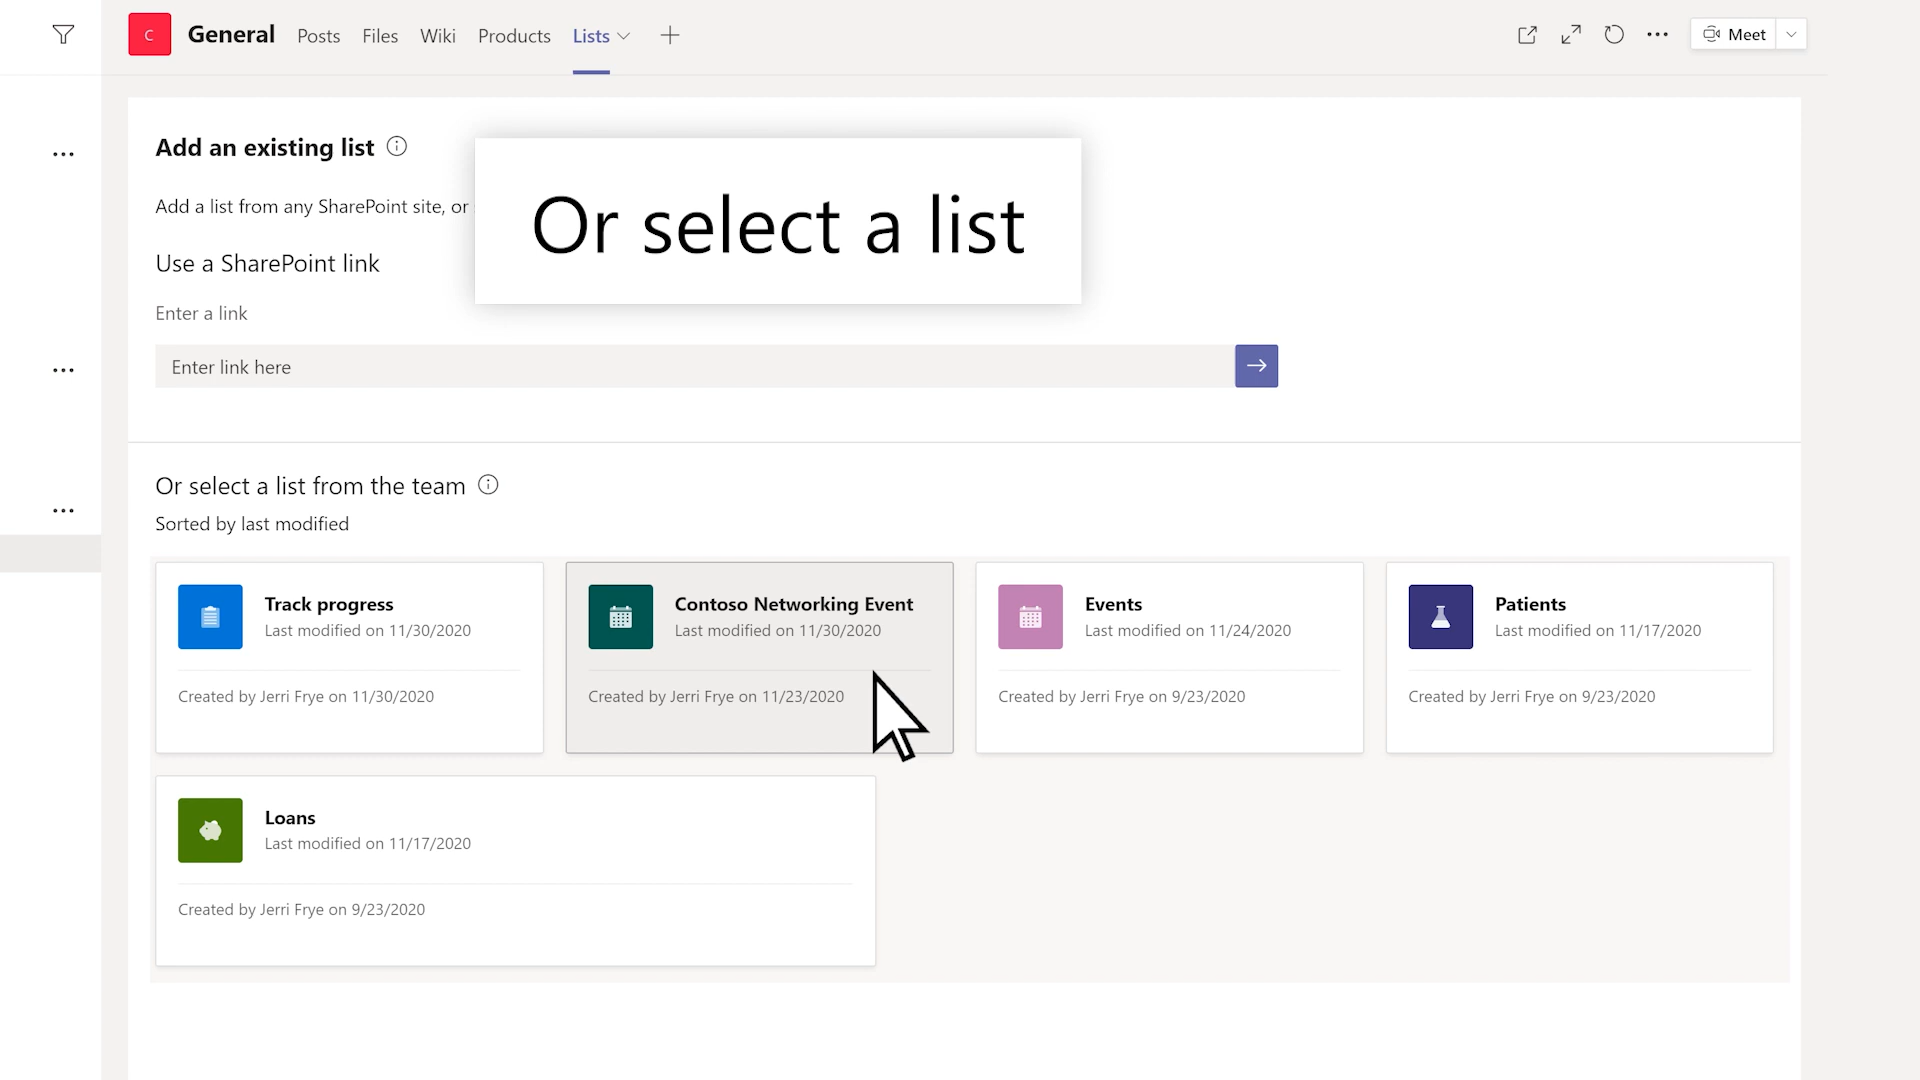 C General Posts Files Wiki Products Lists Meet
Add an existing list
Add a list from any SharePoint site, or
Or select a list
Use a SharePoint link
Enter a link
Enter link here
Or select a list from the team
Sorted by last modified
Track progress
Last modified on 11/30/2020
Created by Jerri Frye on 11/30/2020
Contoso Networking Event
Last modified on 11/30/2020
Created by Jerri Frye on 11/23/2020
Events
Last modified on 11/24/2020
Created by Jerri Frye on 9/23/2020
Patients
Last modified on 11/17/2020
Created by Jerri Frye on 9/23/2020
Loans
Last modified on 11/17/2020
Created by Jerri Frye on 9/23/2020